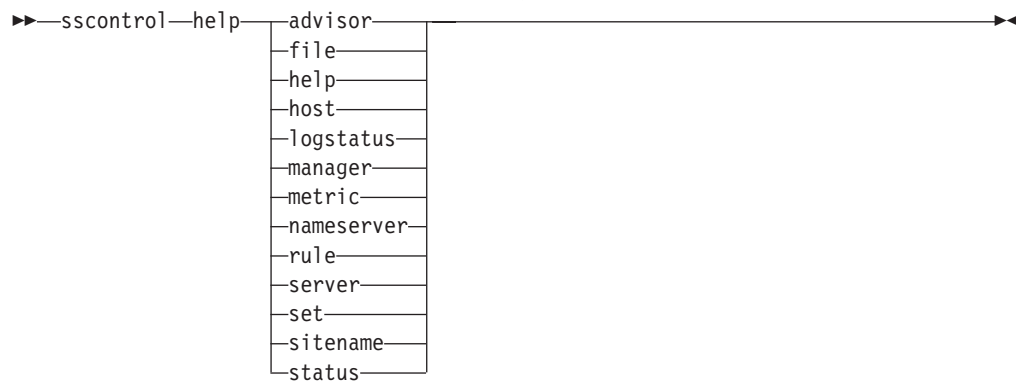 sscontrol help advisor
file
help
host
logstatus
manager
metric
nameserver
rule
server
set
sitename
status